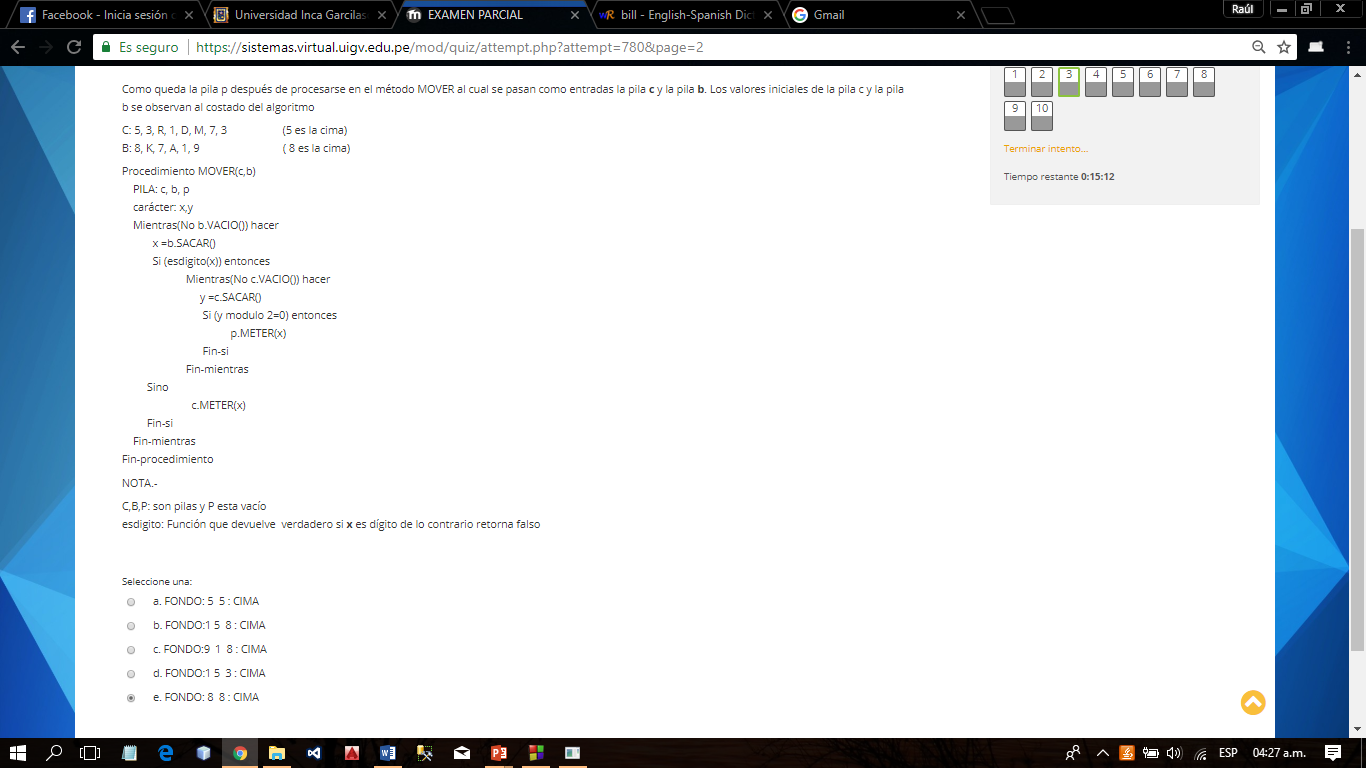 Facebook - Inicia sesión
Universidad Inca Garcilas
EXAMEN PARCIAL
bill - English-Spanish Dict
Gmail
Raúl
Es seguro
https://sistemas.virtual.uigv.edu.pe/mod/quiz/attempt.php?attempt=780&page=2
Como queda la pila p después de procesarse en el método MOVER al cual se pasan como entradas la pila c y la pila b. Los valores iniciales de la pila c y la pila
b se observan al costado del algoritmo
C: 5, 3, R, 1, D, M, 7, 3 (5 es la cima)
B: 8, K, 7, A, 1, 9 ( 8 es la cima)
Procedimiento MOVER(c,b)
PILA: c, b, p
carácter: x,y
Mientras(No b.VACIO()) hacer
x =b.SACAR()
Si (esdigito(x)) entonces
Mientras(No c.VACIO()) hacer
y =c.SACAR()
Si (y modulo 2=0) entonces
p.METER(x)
Fin-si
Fin-mientras
Sino
c.METER(x)
Fin-si
Fin-mientras
Fin-procedimiento
NOTA.-
C,B,P: son pilas y P esta vacío
esdigito: Función que devuelve verdadero si x es dígito de lo contrario retorna falso
Seleccione una:
a. FONDO: 5 5 : CIMA
b. FONDO:1 5 8 : CIMA
c. FONDO:9 1 8 : CIMA
d. FONDO:1 5 3 : CIMA
e. FONDO: 8 8 : CIMA
1 2 3 4 5 6 7 8
9 10
Terminar intento...
Tiempo restante 0:15:12
ESP
04:27 a.m.